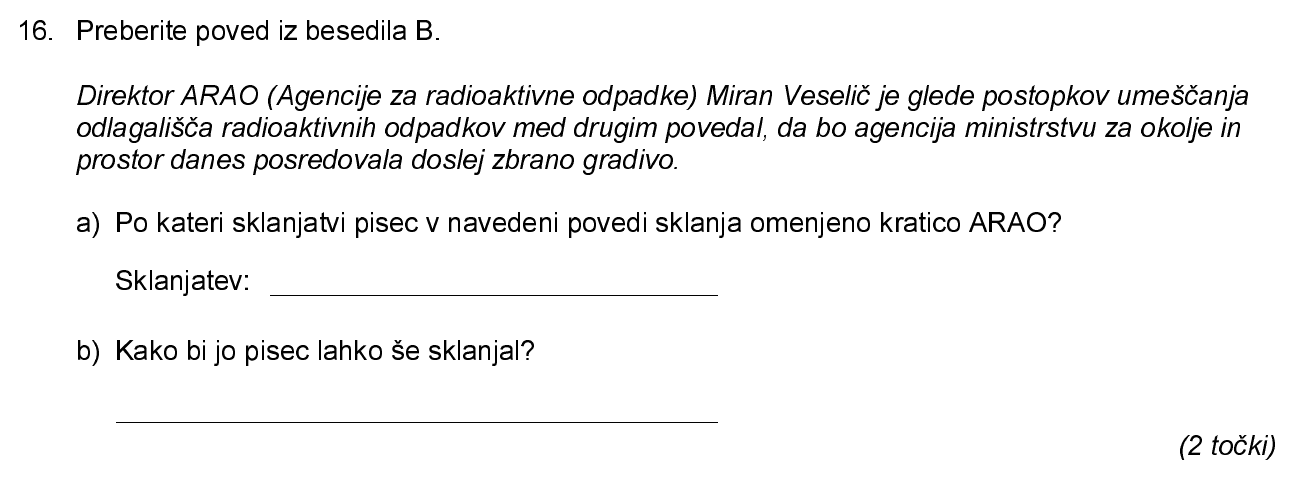 16. Preberite poved iz besedila B.
Direktor ARAO (Agencije za radioaktivne odpadke) Miran Veselič je glede postopkov umeščanja
odlagališča radioaktivnih odpadkov med drugim povedal, da bo agencija ministrstvu za okolje in
prostor danes posredovala doslej zbrano gradivo.
a) Po kateri sklanjatvi pisec v navedeni povedi sklanja omenjeno kratico ARAO?
Sklanjatev:
b) Kako bi jo pisec lahko še sklanjal?
(2 točki)